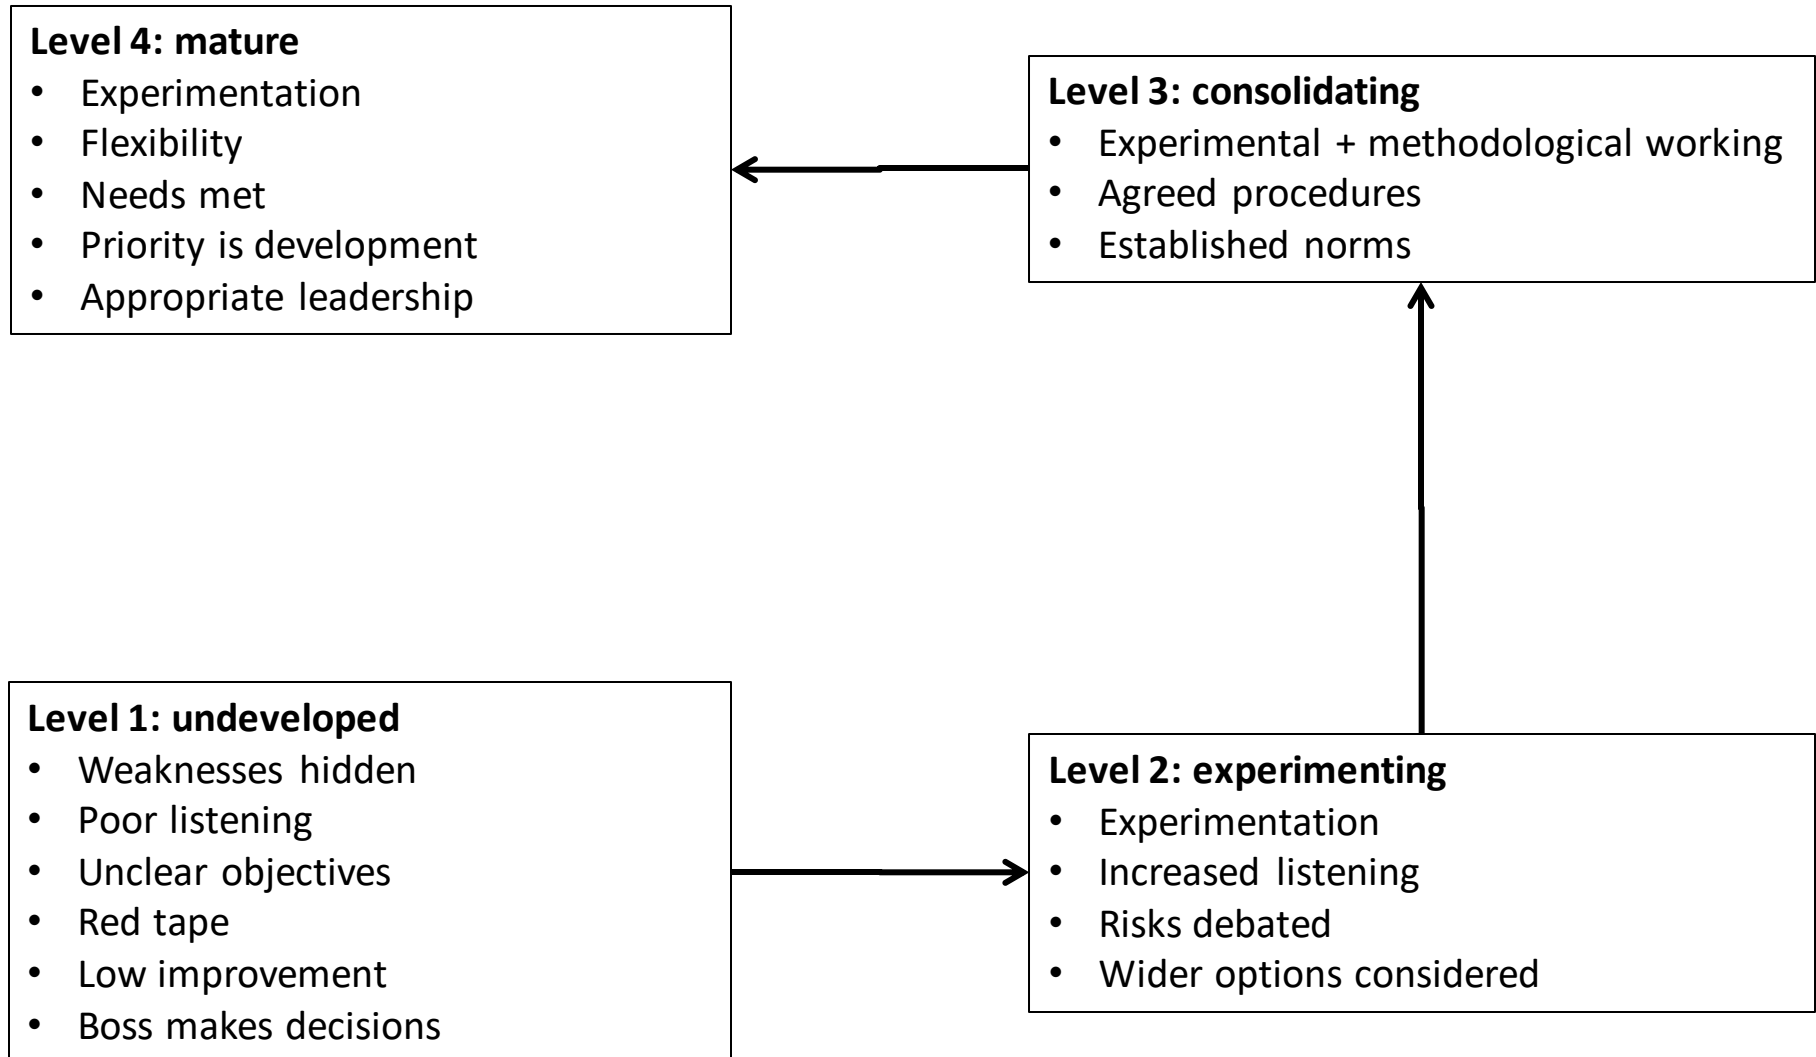 Level 4: mature
• Experimentation
• Flexibility
• Needs met
• Priority is development
• Appropriate leadership
Level 3: consolidating
• Experimental + methodological working
• Agreed procedures
• Established norms
Level 1: undeveloped
• Weaknesses hidden
• Poor listening
• Unclear objectives
• Red tape
• Low improvement
• Boss makes decisions
Level 2: experimenting
• Experimentation
• Increased listening
• Risks debated
• Wider options considered